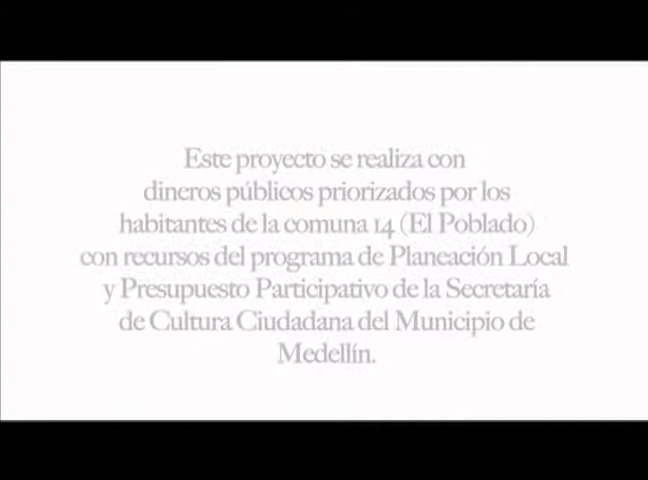 Este proyecto se realiza con
dineros públicos priorizados por los
habitantes de la comuna 14 (El Poblado)
con recursos del programa de Planeación Local
y Presupuesto Participativo de la Secretaría
de Cultura Ciudadana del Municipio de
Medellín.